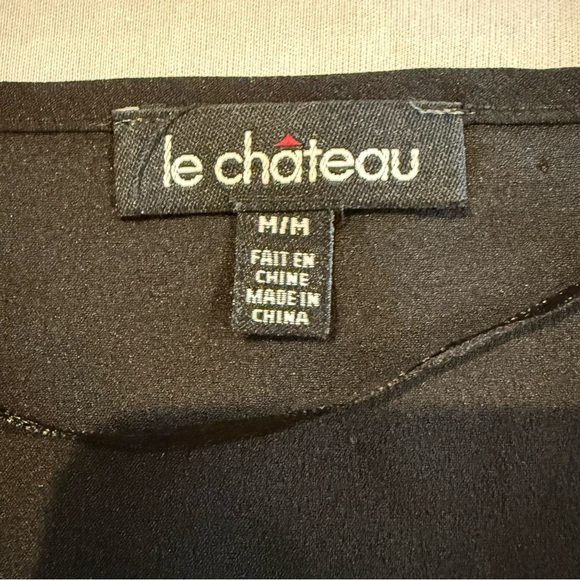 le château
M/M
FAIT EN
CHINE
MADE IN
CHINA